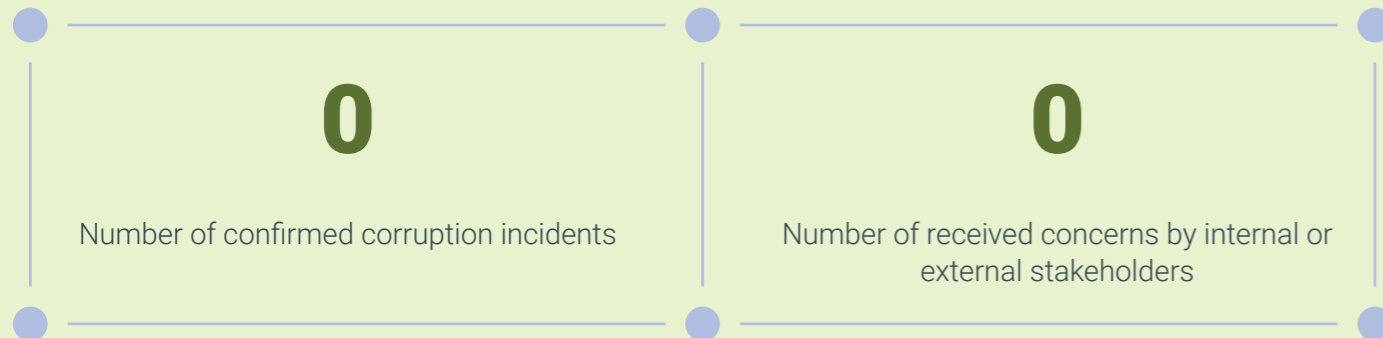 0
Number of confirmed corruption incidents
0
Number of received concerns by internal or
external stakeholders